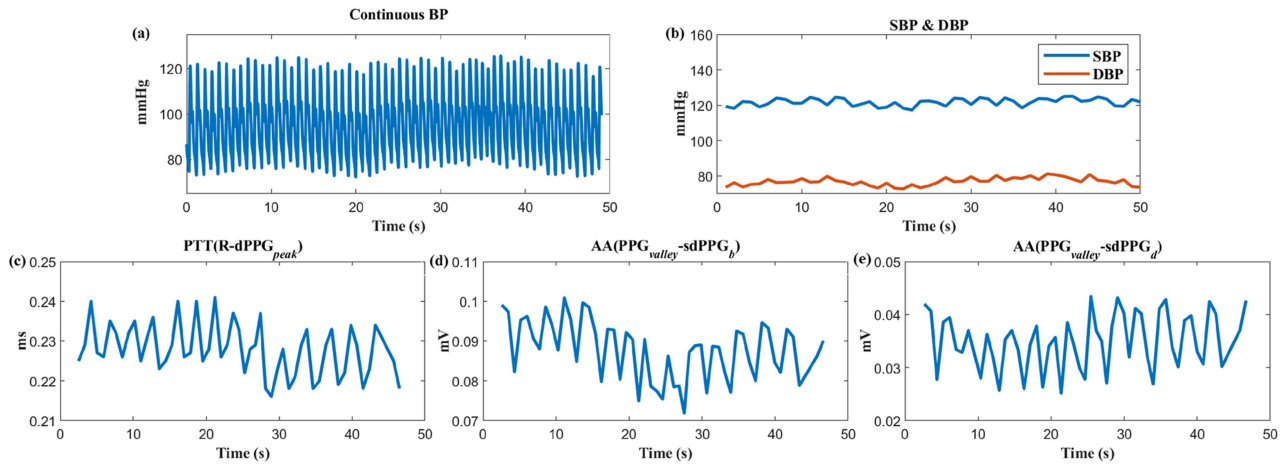 Continuous BP
(a)
mmHg
120
100
80
0
10
20
30
40
50
Time (s)
SBP & DBP
(b)
mmHg
160
140
120
100
80
0
10
20
30
40
50
Time (s)
SBP
DBP
PTT(R-dPPGpeak)
(c)
ms
0.25
0.24
0.23
0.22
0.21
0
10
20
30
40
50
Time (s)
AA(PPGvalley-sdPPGb)
(d)
mV
0.11
0.1
0.09
0.08
0.07
0
10
20
30
40
50
Time (s)
AA(PPGvalley-sdPPGd)
(e)
mV
0.05
0.04
0.03
0.02
0
10
20
30
40
50
Time (s)